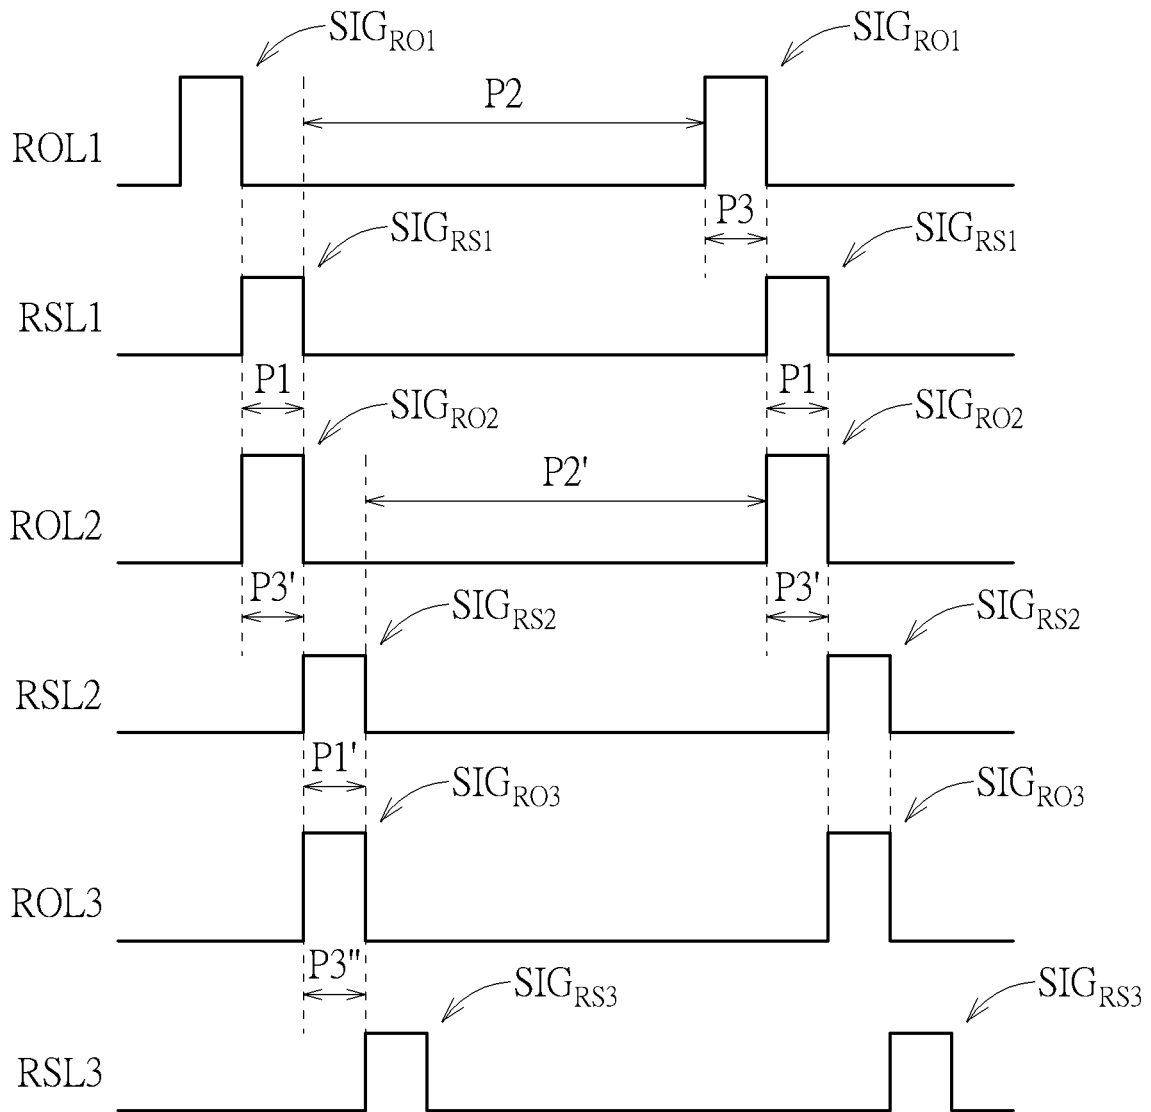 SIG_RO1 SIG_RO1
P2
ROL1
P3
SIG_RS1 SIG_RS1
RSL1
P1 P1
SIG_RO2 SIG_RO2
P2'
ROL2
P3' P3'
SIG_RS2 SIG_RS2
RSL2
P1'
SIG_RO3 SIG_RO3
ROL3
P3"
SIG_RS3 SIG_RS3
RSL3